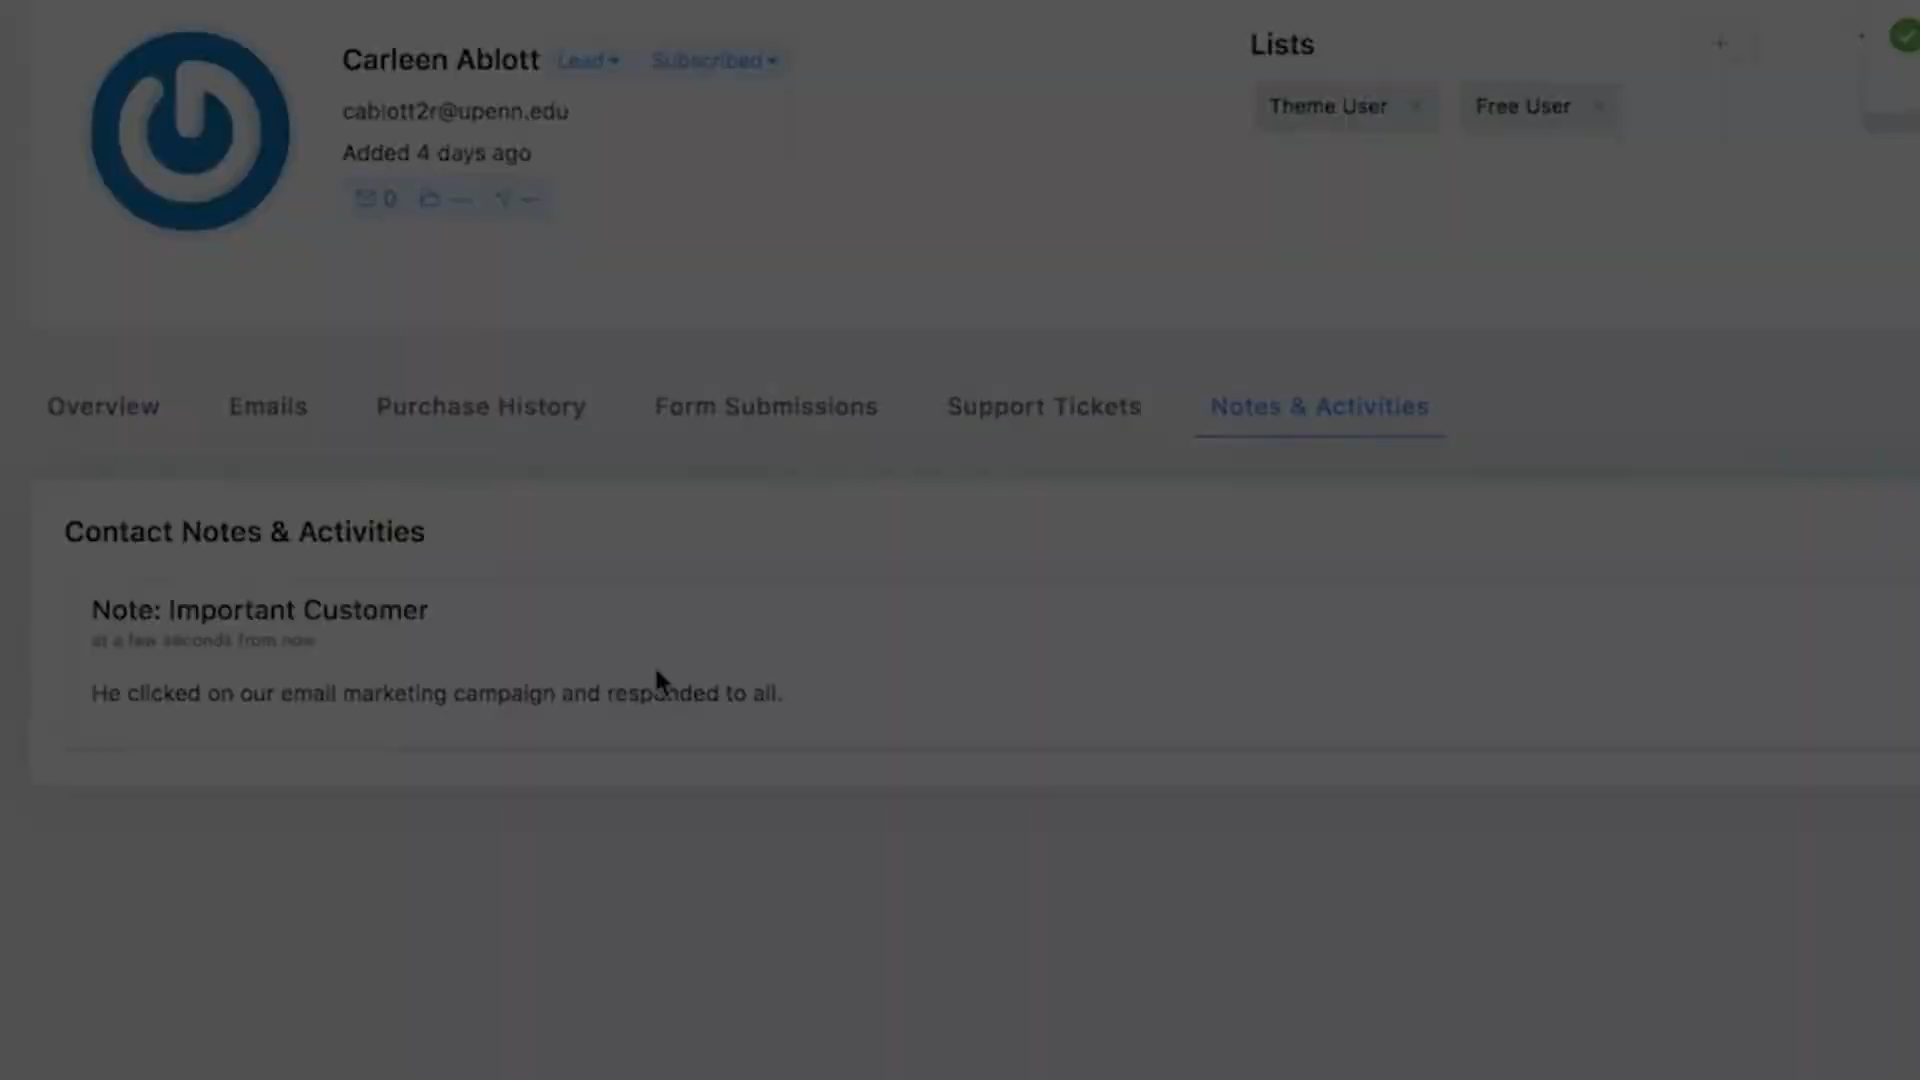 Carleen Ablott Lead Subscribed
cablott2r@upenn.edu
Added 4 days ago
0 -- --
Lists
Theme User × Free User ×
Overview Emails Purchase History Form Submissions Support Tickets Notes & Activities
Contact Notes & Activities
Note: Important Customer
at a few seconds from now
He clicked on our email marketing campaign and responded to all.